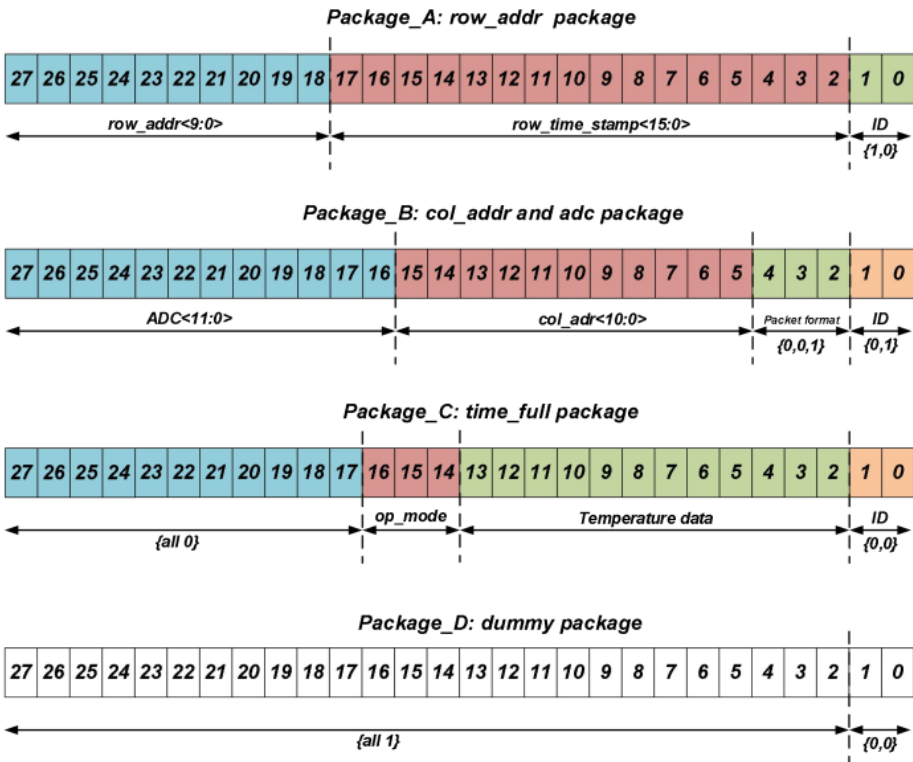 Package_A: row_addr package
27 26 25 24 23 22 21 20 19 18 17 16 15 14 13 12 11 10 9 8 7 6 5 4 3 2 1 0
row_addr<9:0> row_time_stamp<15:0> ID
{1,0}
Package_B: col_addr and adc package
27 26 25 24 23 22 21 20 19 18 17 16 15 14 13 12 11 10 9 8 7 6 5 4 3 2 1 0
ADC<11:0> col_adr<10:0> Packet format ID
{0,0,1} {0,1}
Package_C: time_full package
27 26 25 24 23 22 21 20 19 18 17 16 15 14 13 12 11 10 9 8 7 6 5 4 3 2 1 0
op_mode Temperature data ID
{all 0} {0,0}
Package_D: dummy package
27 26 25 24 23 22 21 20 19 18 17 16 15 14 13 12 11 10 9 8 7 6 5 4 3 2 1 0
{all 1} {0,0}